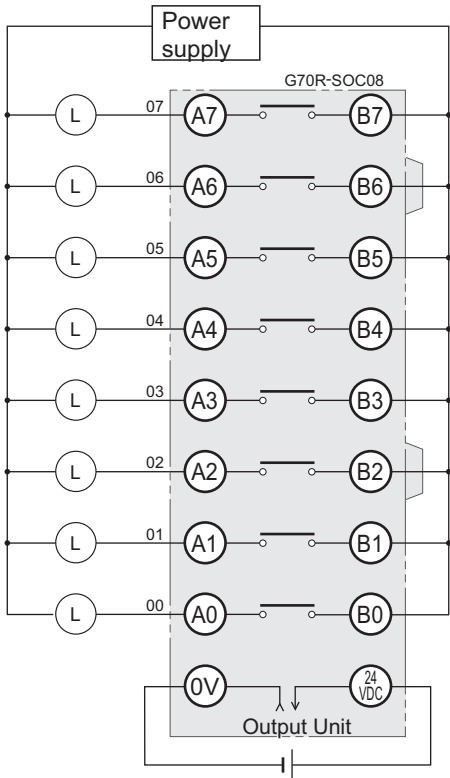 Power
supply
G70R-SOC08
L 07 A7 B7
L 06 A6 B6
L 05 A5 B5
L 04 A4 B4
L 03 A3 B3
L 02 A2 B2
L 01 A1 B1
L 00 A0 B0
0V 24 VDC
Output Unit